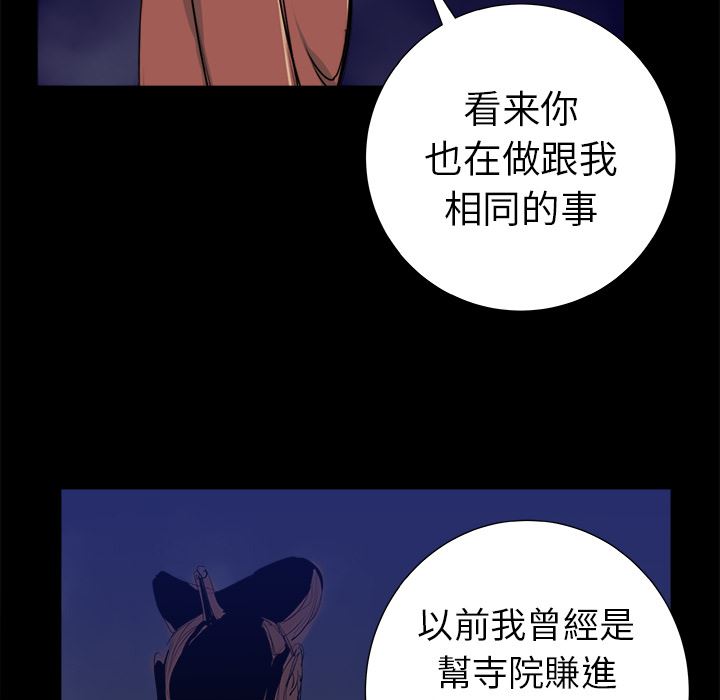 看来你
也在做跟我
相同的事
以前我曾經是
幫寺院賺進